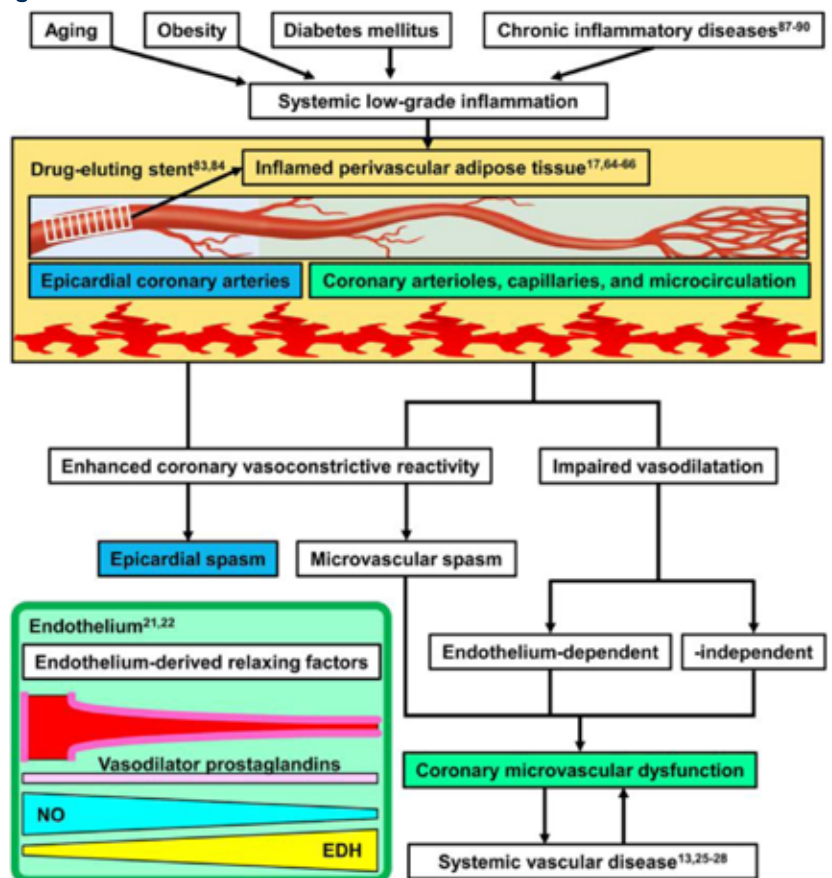 Aging
Obesity
Diabetes mellitus
Chronic inflammatory diseases87-90
Systemic low-grade inflammation
Drug-eluting stent83,84
Inflamed perivascular adipose tissue17,64-66
Epicardial coronary arteries
Coronary arterioles, capillaries, and microcirculation
Enhanced coronary vasoconstrictive reactivity
Impaired vasodilatation
Epicardial spasm
Microvascular spasm
Endothelium21,22
Endothelium-derived relaxing factors
Endothelium-dependent
-independent
Vasodilator prostaglandins
NO
EDH
Coronary microvascular dysfunction
Systemic vascular disease13,25-28